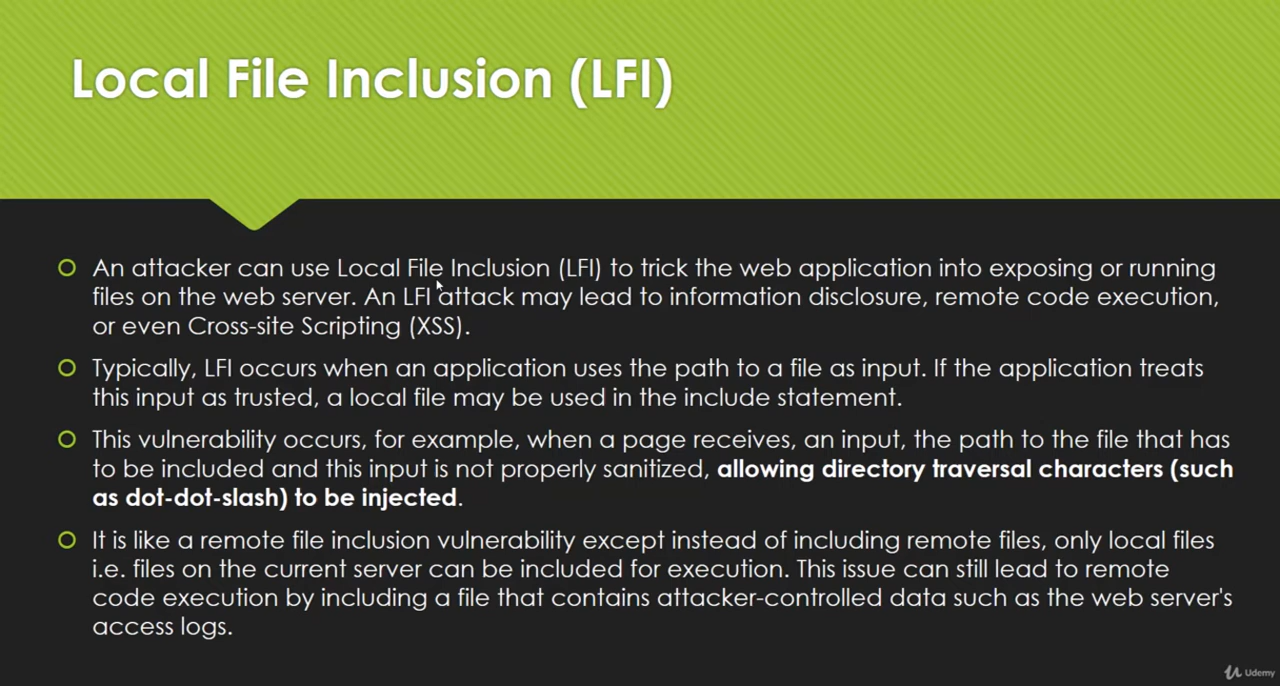 Local File Inclusion (LFI)
An attacker can use Local File Inclusion (LFI) to trick the web application into exposing or running
files on the web server. An LFI attack may lead to information disclosure, remote code execution,
or even Cross-site Scripting (XSS).
Typically, LFI occurs when an application uses the path to a file as input. If the application treats
this input as trusted, a local file may be used in the include statement.
This vulnerability occurs, for example, when a page receives, an input, the path to the file that has
to be included and this input is not properly sanitized, allowing directory traversal characters (such
as dot-dot-slash) to be injected.
It is like a remote file inclusion vulnerability except instead of including remote files, only local files
i.e. files on the current server can be included for execution. This issue can still lead to remote
code execution by including a file that contains attacker-controlled data such as the web server's
access logs.
Udemy